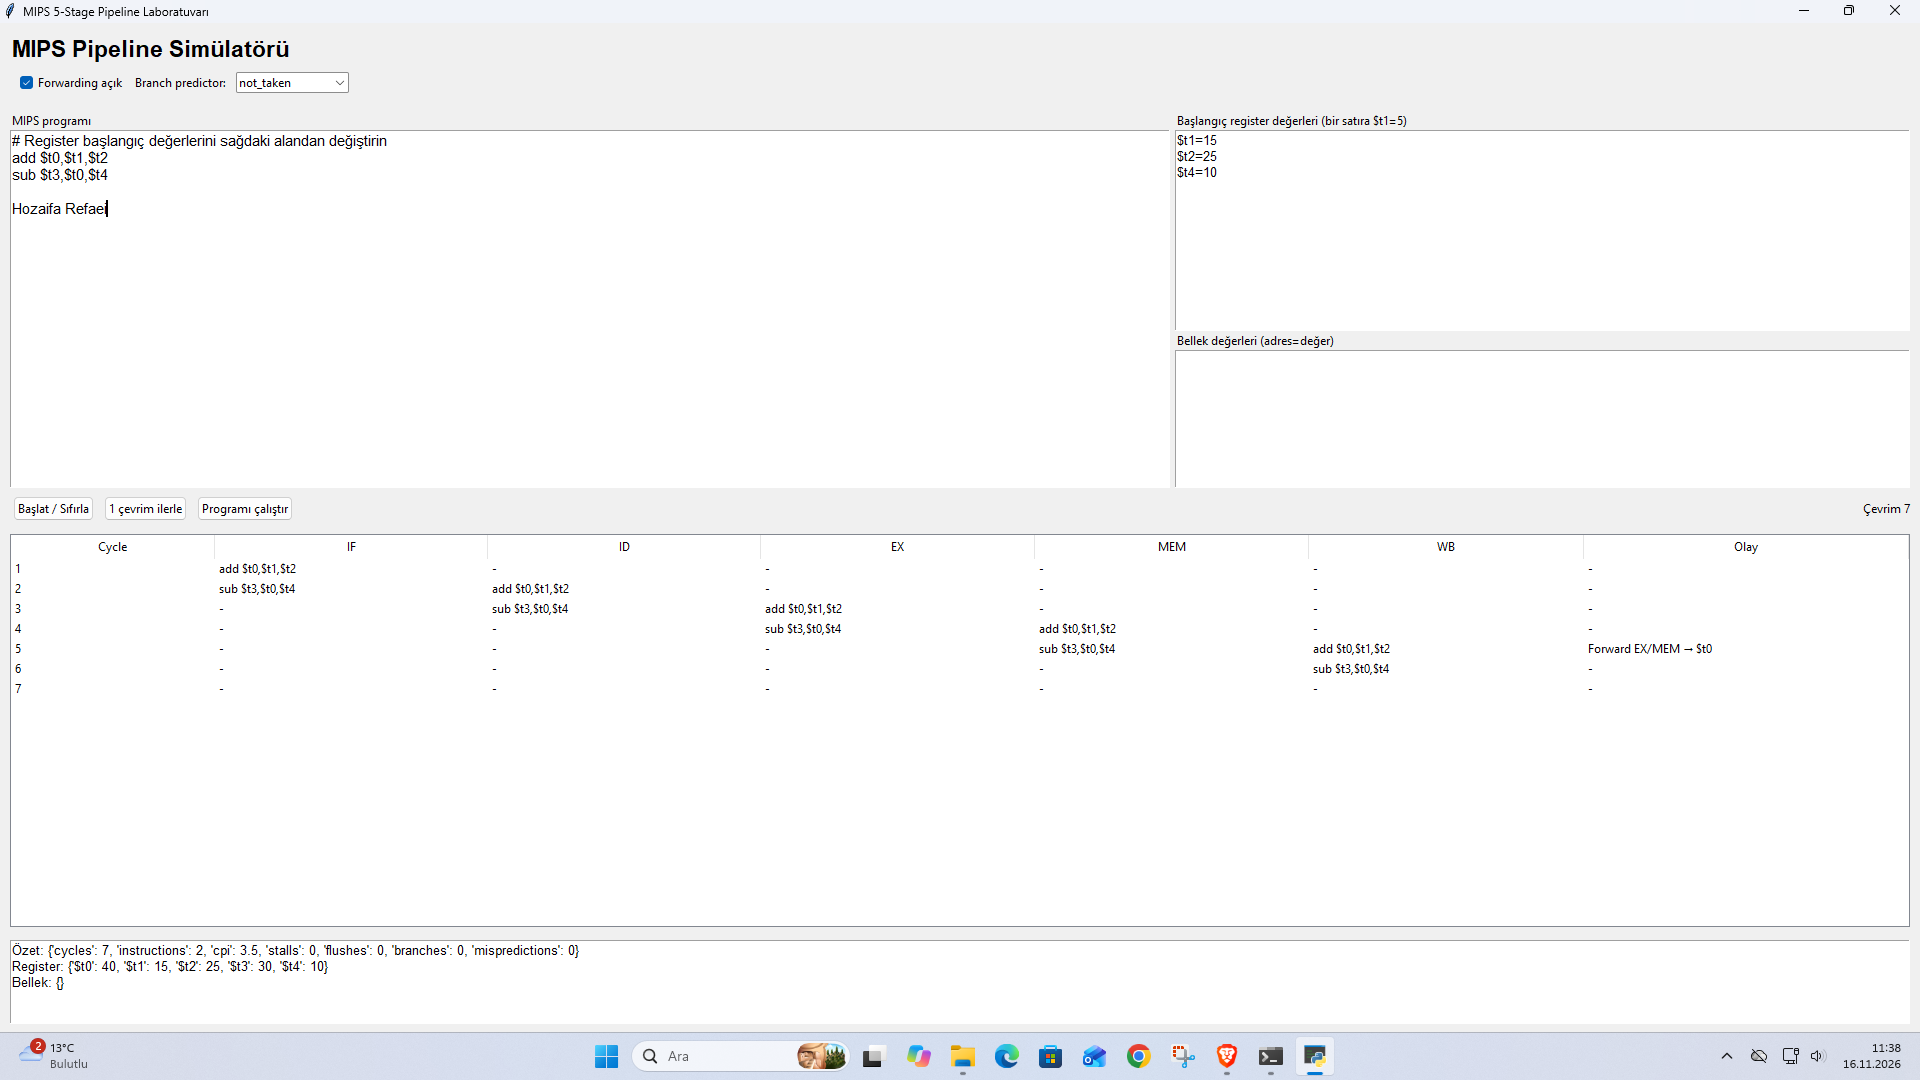 MIPS 5-Stage Pipeline Laboratuvarı
MIPS Pipeline Simülatörü
Forwarding açık Branch predictor: not_taken
MIPS programı
# Register başlangıç değerlerini sağdaki alandan değiştirin
add $t0,$t1,$t2
sub $t3,$t0,$t4
Hozaifa Refaei
Başlangıç register değerleri (bir satıra $t1=5)
$t1=15
$t2=25
$t4=10
Bellek değerleri (adres=değer)
Başlat / Sıfırla 1 çevrim ilerle Programı çalıştır Çevrim 7
Cycle IF ID EX MEM WB Olay
1 add $t0,$t1,$t2 - - - - -
2 sub $t3,$t0,$t4 add $t0,$t1,$t2 - - - -
3 - sub $t3,$t0,$t4 add $t0,$t1,$t2 - - -
4 - - sub $t3,$t0,$t4 add $t0,$t1,$t2 - -
5 - - - sub $t3,$t0,$t4 add $t0,$t1,$t2 Forward EX/MEM → $t0
6 - - - - sub $t3,$t0,$t4 -
7 - - - - - -
Özet: {'cycles': 7, 'instructions': 2, 'cpi': 3.5, 'stalls': 0, 'flushes': 0, 'branches': 0, 'mispredictions': 0}
Register: {'$t0': 40, '$t1': 15, '$t2': 25, '$t3': 30, '$t4': 10}
Bellek: {}
2
13°C
Bulutlu
Ara
11:38
16.11.2026